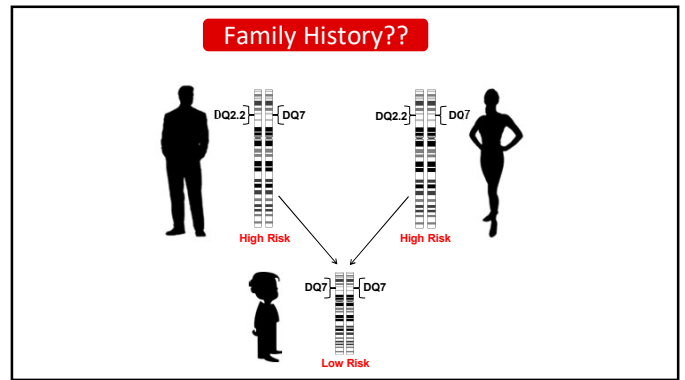 Family History??
DQ2.2 DQ7
DQ2.2 DQ7
High Risk
High Risk
DQ7 DQ7
Low Risk